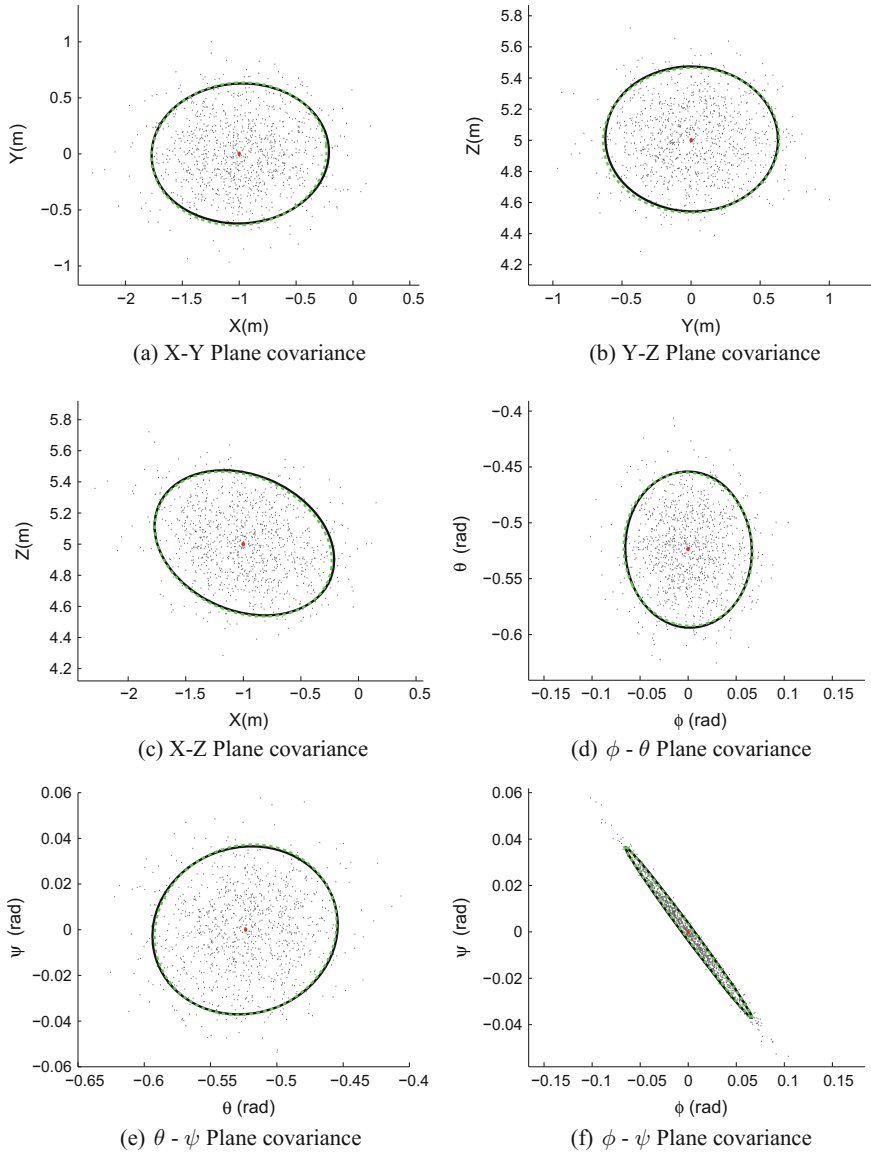 1
0.5
0
−0.5
−1
Y(m)
−2 −1.5 −1 −0.5 0 0.5
X(m)
(a) X-Y Plane covariance
5.8
5.6
5.4
5.2
5
4.8
4.6
4.4
4.2
Z(m)
−1 −0.5 0 0.5 1
Y(m)
(b) Y-Z Plane covariance
5.8
5.6
5.4
5.2
5
4.8
4.6
4.4
4.2
Z(m)
−2 −1.5 −1 −0.5 0 0.5
X(m)
(c) X-Z Plane covariance
−0.4
−0.45
−0.5
−0.55
−0.6
θ (rad)
−0.15 −0.1 −0.05 0 0.05 0.1 0.15
ϕ (rad)
(d) ϕ - θ Plane covariance
0.06
0.04
0.02
0
−0.02
−0.04
−0.06
ψ (rad)
−0.65 −0.6 −0.55 −0.5 −0.45 −0.4
θ (rad)
(e) θ - ψ Plane covariance
0.06
0.04
0.02
0
−0.02
−0.04
ψ (rad)
−0.15 −0.1 −0.05 0 0.05 0.1 0.15
ϕ (rad)
(f) ϕ - ψ Plane covariance